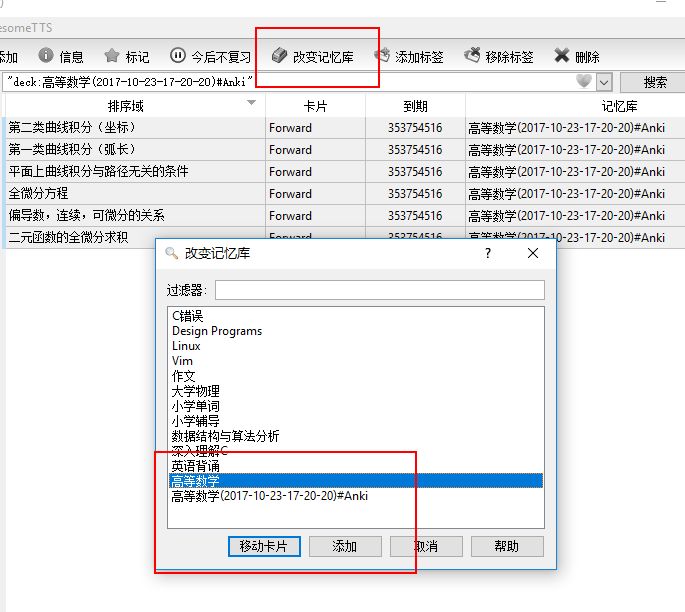 esomeTTS
添加 信息 标记 今后不复习 改变记忆库 添加标签 移除标签 删除
"deck:高等数学(2017-10-23-17-20-20)#Anki" 搜索
排序域 卡片 到期 记忆库
第二类曲线积分（坐标） Forward 353754516 高等数学(2017-10-23-17-20-20)#Anki
第一类曲线积分（弧长） Forward 353754516 高等数学(2017-10-23-17-20-20)#Anki
平面上曲线积分与路径无关的条件 Forward 353754516 高等数学(2017-10-23-17-20-20)#Anki
全微分方程 Forward 353754516 高等数学(2017-10-23-17-20-20)#Anki
偏导数，连续，可微分的关系 Forward 353754516 高等数学(2017-10-23-17-20-20)#Anki
二元函数的全微分求积 Forward 353754516 高等数学(2017-10-23-17-20-20)#Anki
改变记忆库 ?
过滤器：
C错误
Design Programs
Linux
Vim
作文
大学物理
小学单词
小学辅导
数据结构与算法分析
深入理解C
英语背诵
高等数学
高等数学(2017-10-23-17-20-20)#Anki
移动卡片 添加 取消 帮助